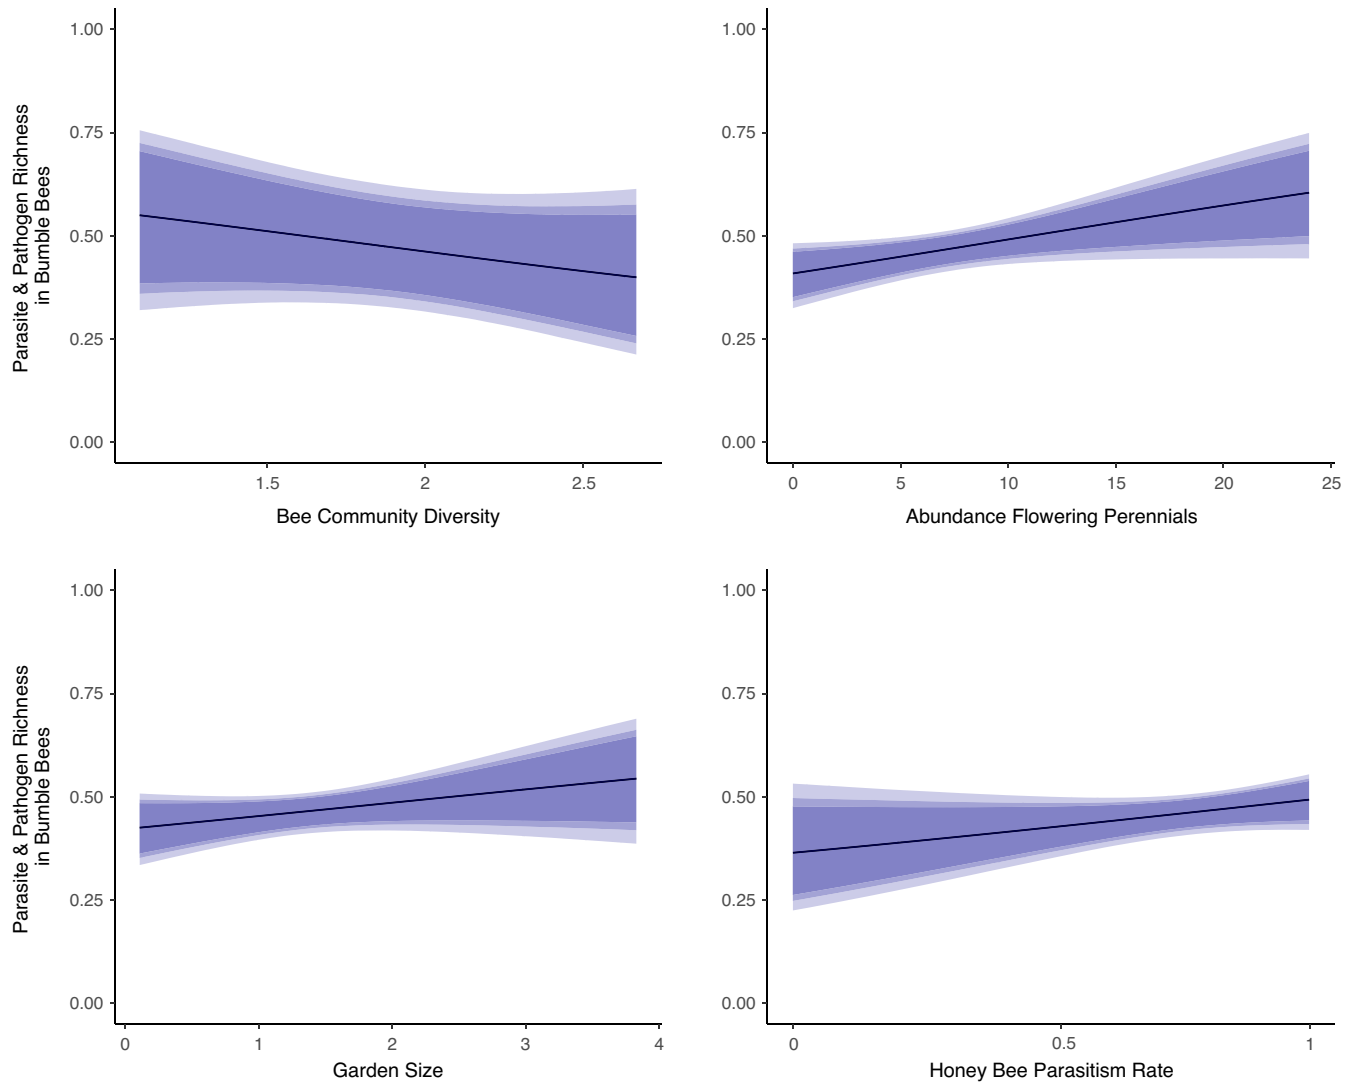 1.00
0.75
0.50
0.25
0.00
Parasite & Pathogen Richness
in Bumble Bees
1.5 2 2.5
Bee Community Diversity
1.00
0.75
0.50
0.25
0.00
0 5 10 15 20 25
Abundance Flowering Perennials
1.00
0.75
0.50
0.25
0.00
Parasite & Pathogen Richness
in Bumble Bees
0 1 2 3 4
Garden Size
1.00
0.75
0.50
0.25
0.00
0 0.5 1
Honey Bee Parasitism Rate